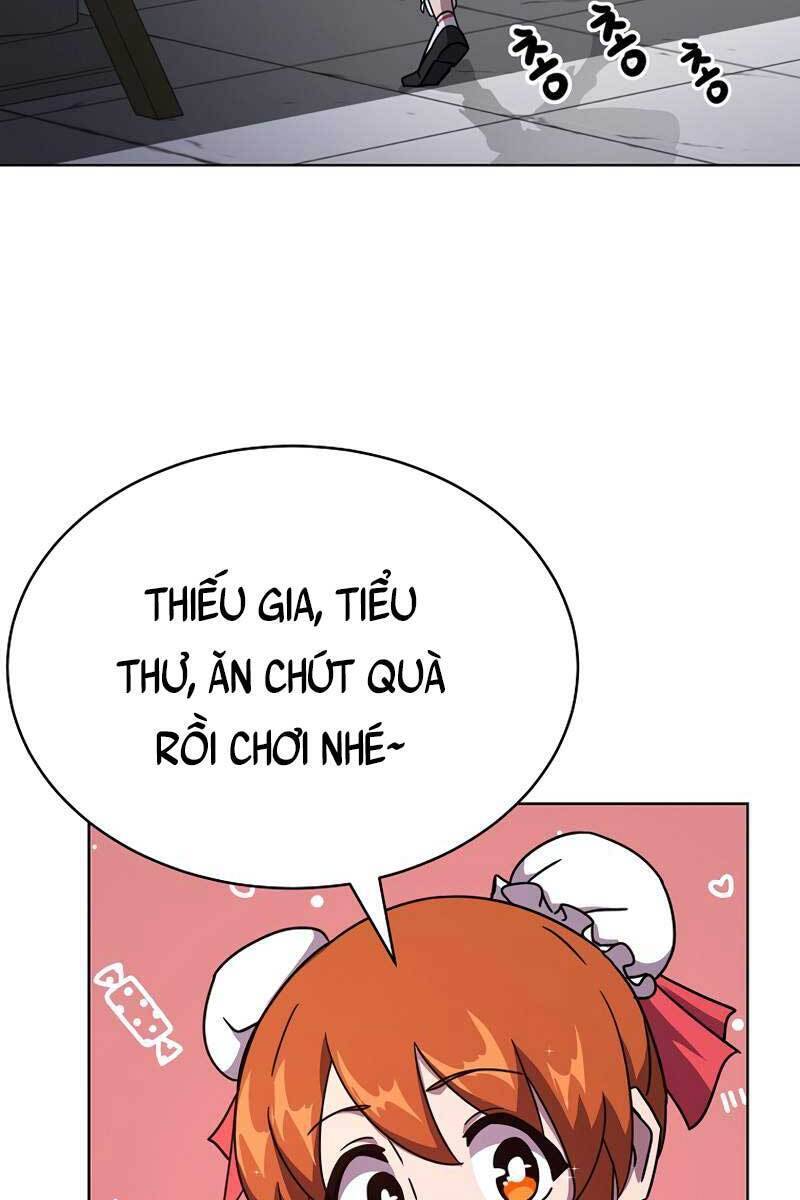 총
총
총
THIẾU GIA, TIỂU
THƯ, ĂN CHÚT QUÀ
RỒI CHƠI NHÉ~